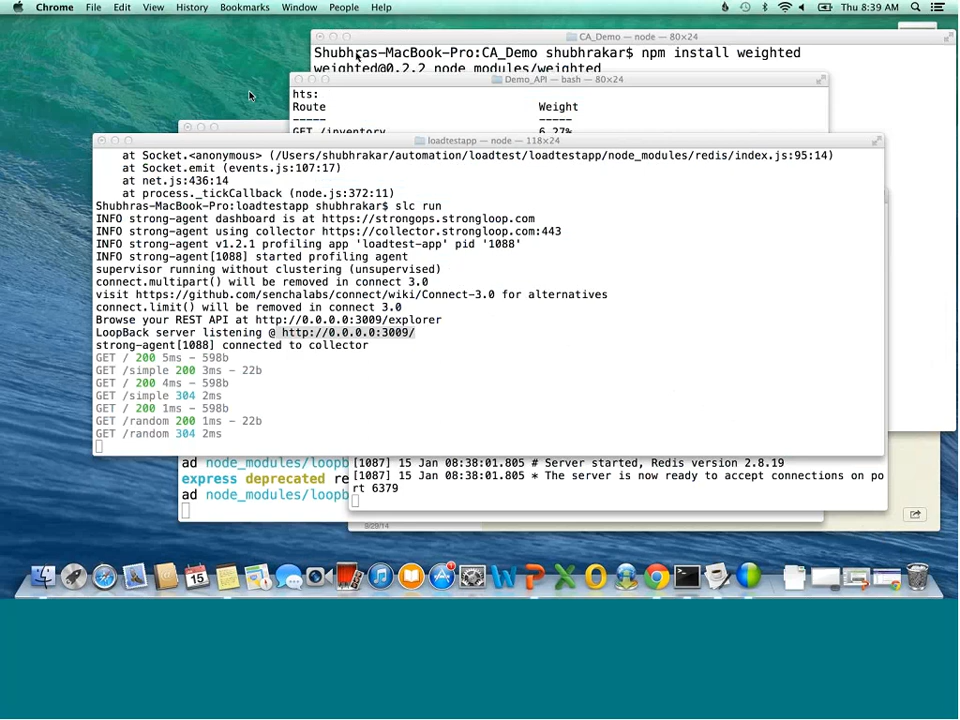 Chrome File Edit View History Bookmarks Window People Help Thu 8:39 AM
CA_Demo — node — 80×24
Shubhras-MacBook-Pro:CA_Demo shubhrakar$ npm install weighted
weighted@0.2.2 node_modules/weighted
Demo_API — bash — 80×24
hts:
Route Weight
----- -----
GET /inventory 6.27%
loadtestapp — node — 118×24
at Socket.<anonymous> (/Users/shubhrakar/automation/loadtest/loadtestapp/node_modules/redis/index.js:95:14)
at Socket.emit (events.js:107:17)
at net.js:436:14
at process._tickCallback (node.js:372:11)
Shubhras-MacBook-Pro:loadtestapp shubhrakar$ slc run
INFO strong-agent dashboard is at https://strongops.strongloop.com
INFO strong-agent using collector https://collector.strongloop.com:443
INFO strong-agent v1.2.1 profiling app 'loadtest-app' pid '1088'
INFO strong-agent[1088] started profiling agent
supervisor running without clustering (unsupervised)
connect.multipart() will be removed in connect 3.0
visit https://github.com/senchalabs/connect/wiki/Connect-3.0 for alternatives
connect.limit() will be removed in connect 3.0
Browse your REST API at http://0.0.0.0:3009/explorer
LoopBack server listening @ http://0.0.0.0:3009/
strong-agent[1088] connected to collector
GET / 200 5ms - 598b
GET /simple 200 3ms - 22b
GET / 200 4ms - 598b
GET /simple 304 2ms
GET / 200 1ms - 598b
GET /random 200 1ms - 22b
GET /random 304 2ms
ad node_modules/loopb
express deprecated re
ad node_modules/loopb
[1087] 15 Jan 08:38:01.805 # Server started, Redis version 2.8.19
[1087] 15 Jan 08:38:01.805 * The server is now ready to accept connections on po
rt 6379
9/29/14
15